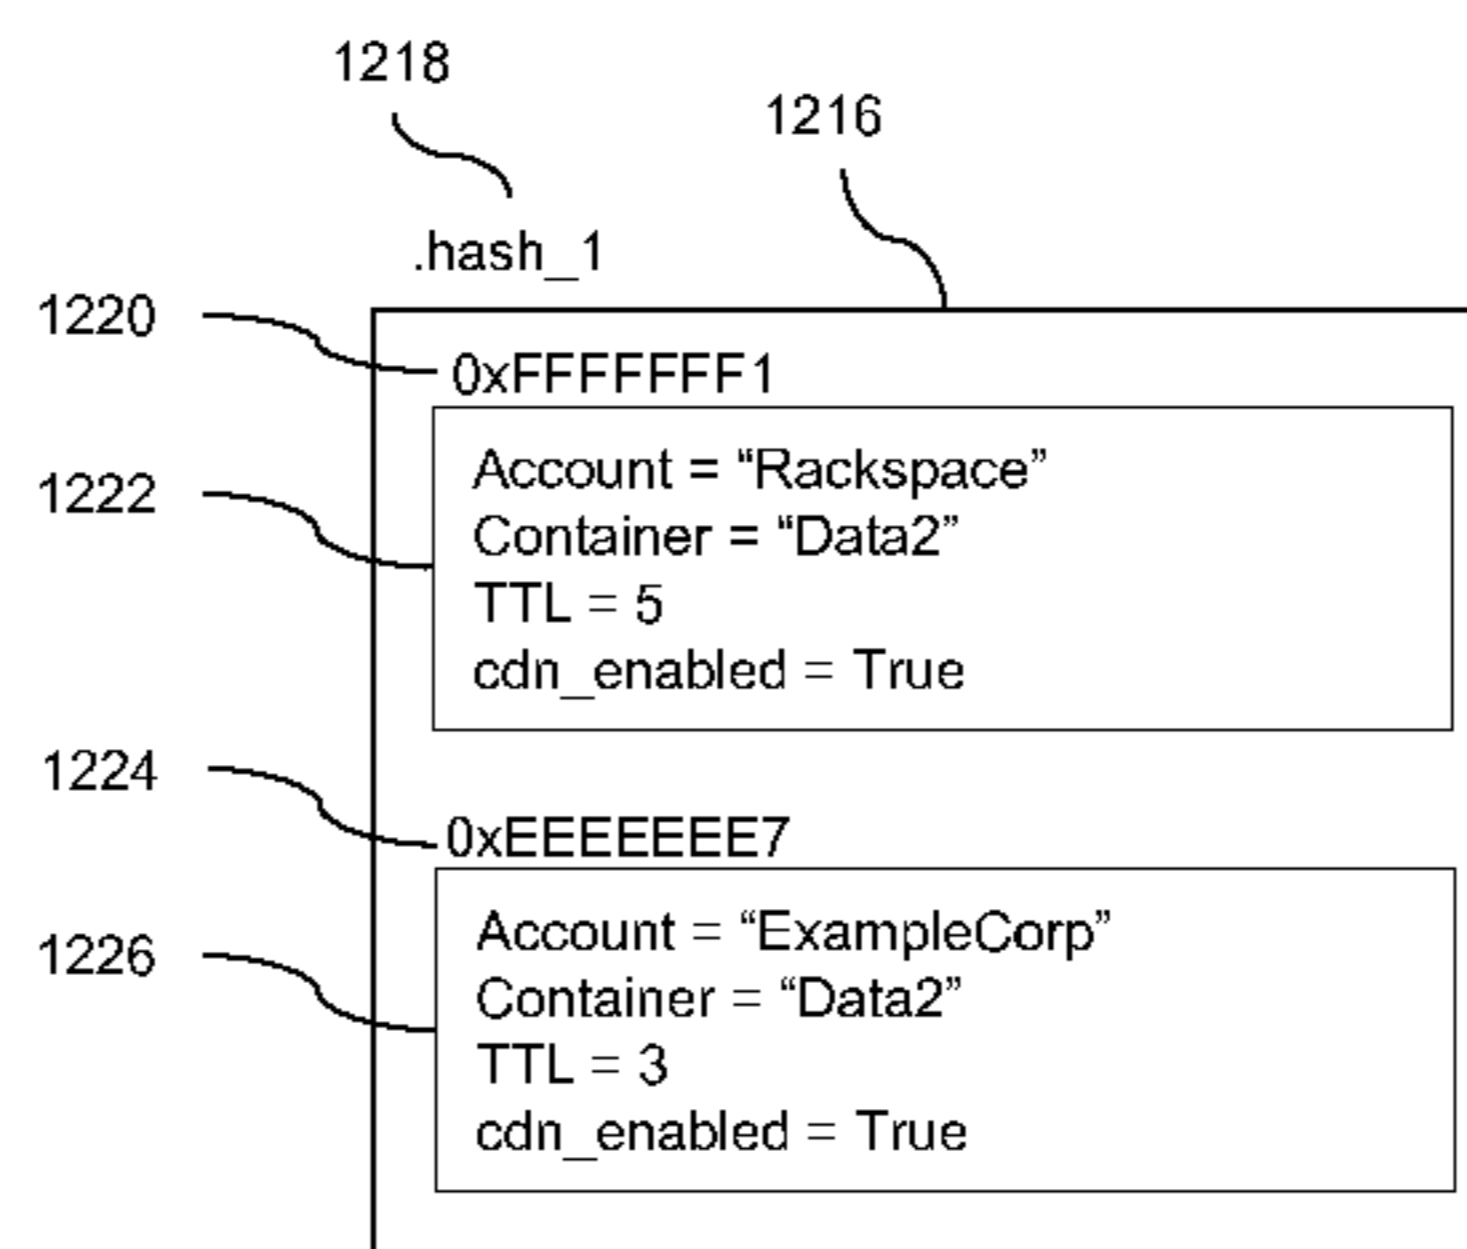 1218
1216
.hash_1
1220
0xFFFFFFF1
1222
Account = “Rackspace”
Container = “Data2”
TTL = 5
cdn_enabled = True
1224
0xEEEEEEE7
1226
Account = “ExampleCorp”
Container = “Data2”
TTL = 3
cdn_enabled = True